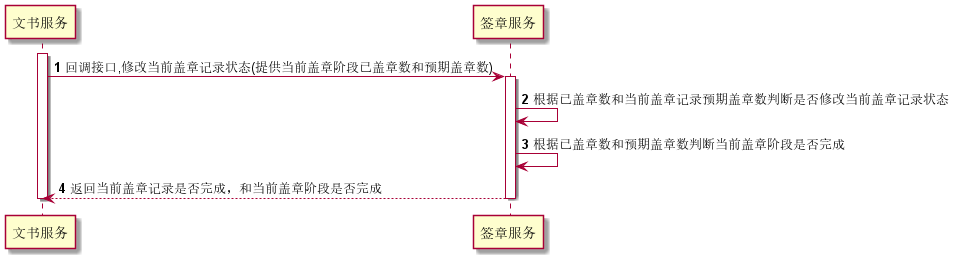 文书服务
签章服务
1 回调接口,修改当前盖章记录状态(提供当前盖章阶段已盖章数和预期盖章数)
2 根据已盖章数和当前盖章记录预期盖章数判断是否修改当前盖章记录状态
3 根据已盖章数和预期盖章数判断当前盖章阶段是否完成
4 返回当前盖章记录是否完成，和当前盖章阶段是否完成
文书服务
签章服务